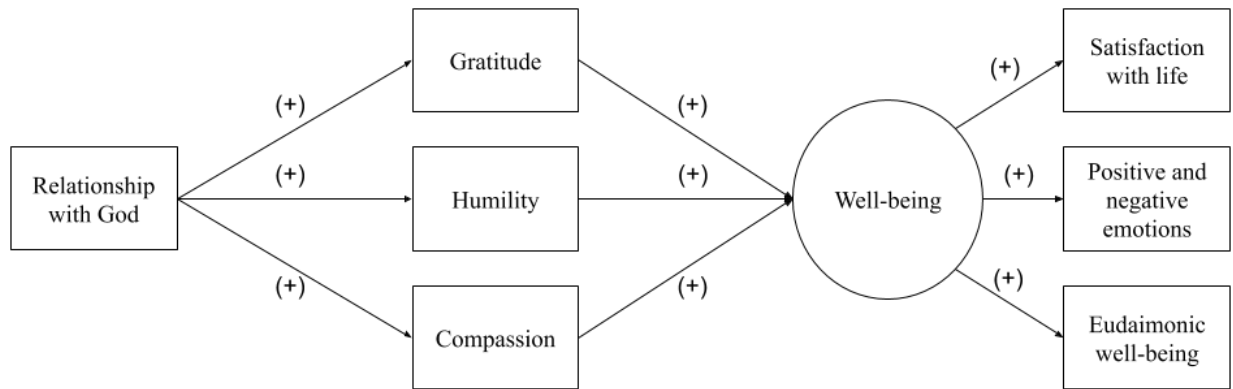 Relationship
with God
(+)
(+)
(+)
Gratitude
Humility
Compassion
(+)
(+)
(+)
Well-being
(+)
(+)
(+)
Satisfaction
with life
Positive and
negative
emotions
Eudaimonic
well-being